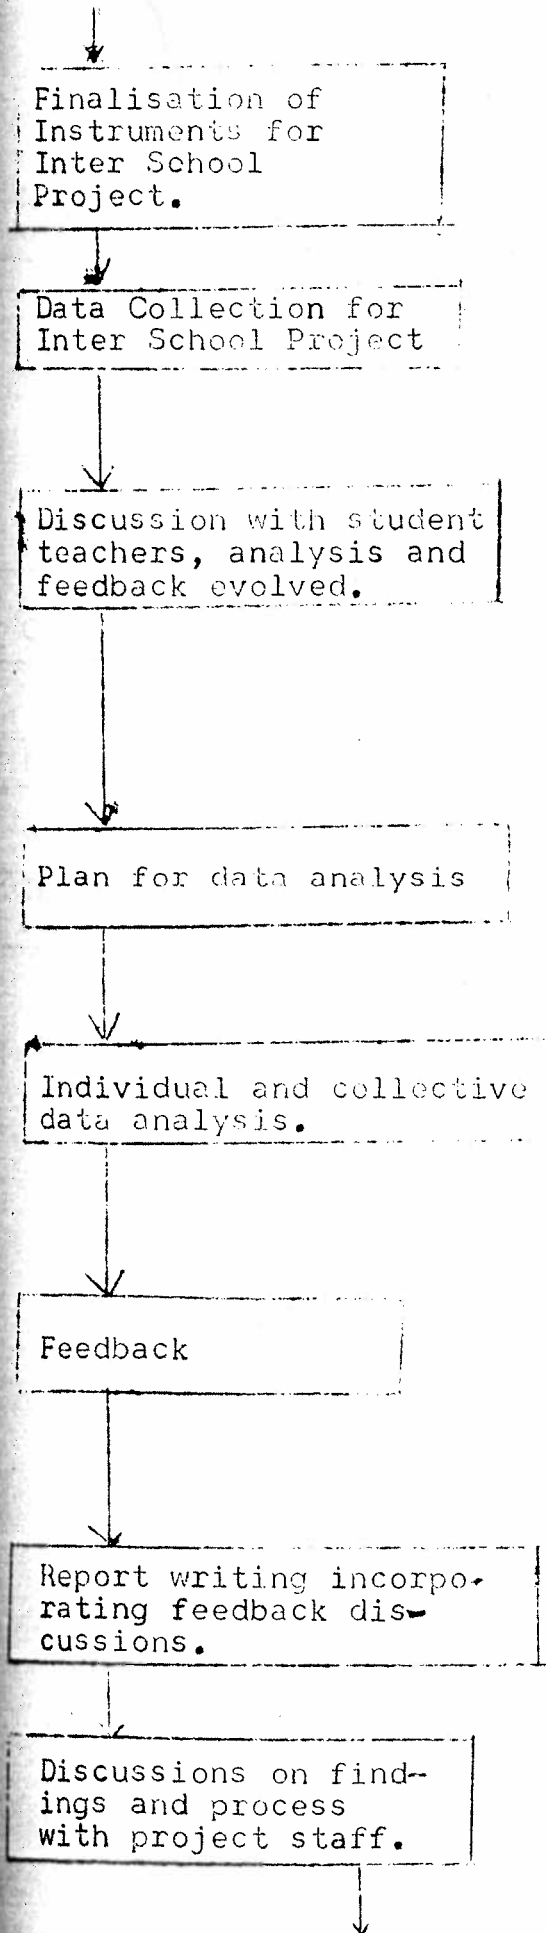 Finalisation of
Instruments for
Inter School
Project.
Data Collection for
Inter School Project
Discussion with student
teachers, analysis and
feedback evolved.
Plan for data analysis
Individual and collective
data analysis.
Feedback
Report writing incorpo-
rating feedback dis-
cussions.
Discussions on find-
ings and process
with project staff.